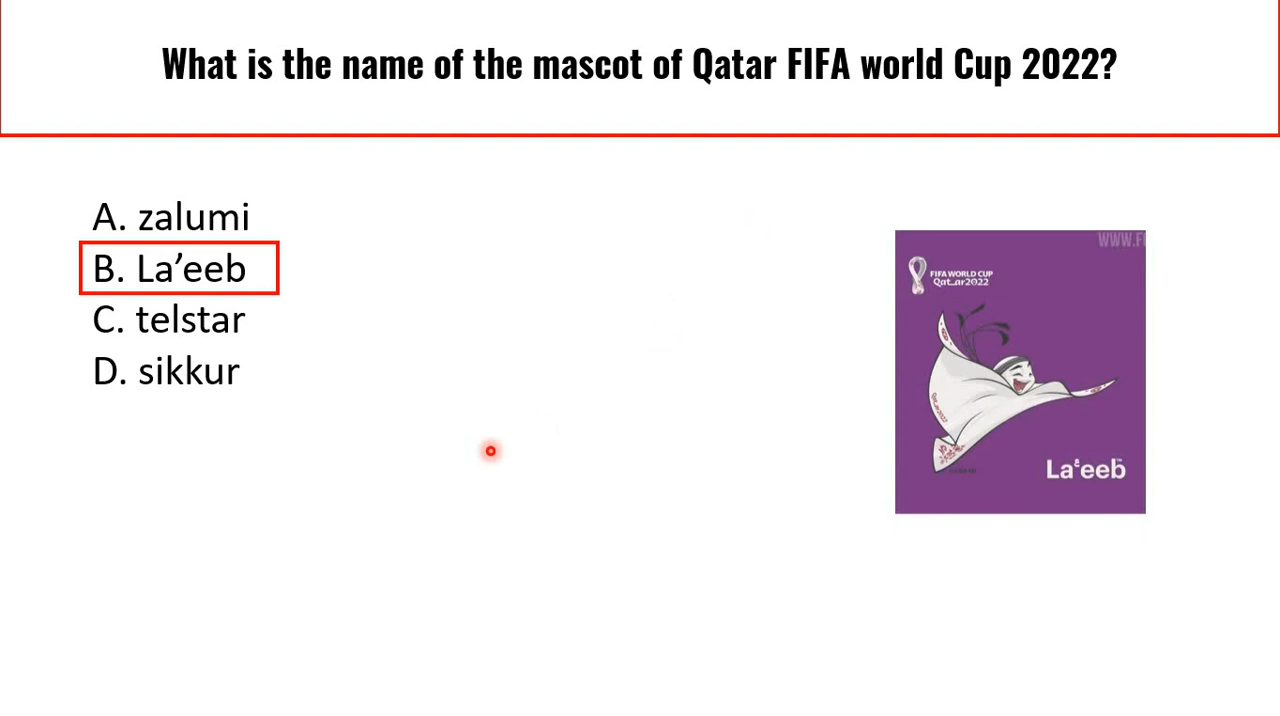 What is the name of the mascot of Qatar FIFA world Cup 2022?
A. zalumi
B. La’eeb
C. telstar
D. sikkur
FIFA WORLD CUP
Qatar2022
La'eeb